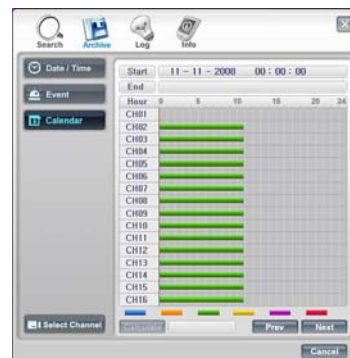 Search Archive Log Info
Date / Time
Event
Calendar
Start 11 - 11 - 2008 00 : 00 : 00
End
Hour 0 5 10 15 20 24
CH01
CH02
CH03
CH04
CH05
CH06
CH07
CH08
CH09
CH10
CH11
CH12
CH13
CH14
CH15
CH16
Select Channel
Calculate Prev Next
Cancel